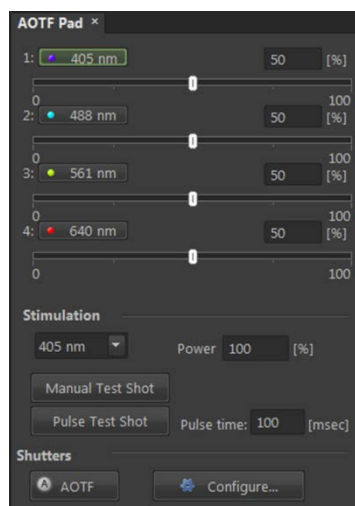 AOTF Pad ×
1: 405 nm 50 [%]
0 100
2: 488 nm 50 [%]
0 100
3: 561 nm 50 [%]
0 100
4: 640 nm 50 [%]
0 100
Stimulation
405 nm Power 100 [%]
Manual Test Shot
Pulse Test Shot Pulse time: 100 [msec]
Shutters
A AOTF Configure...